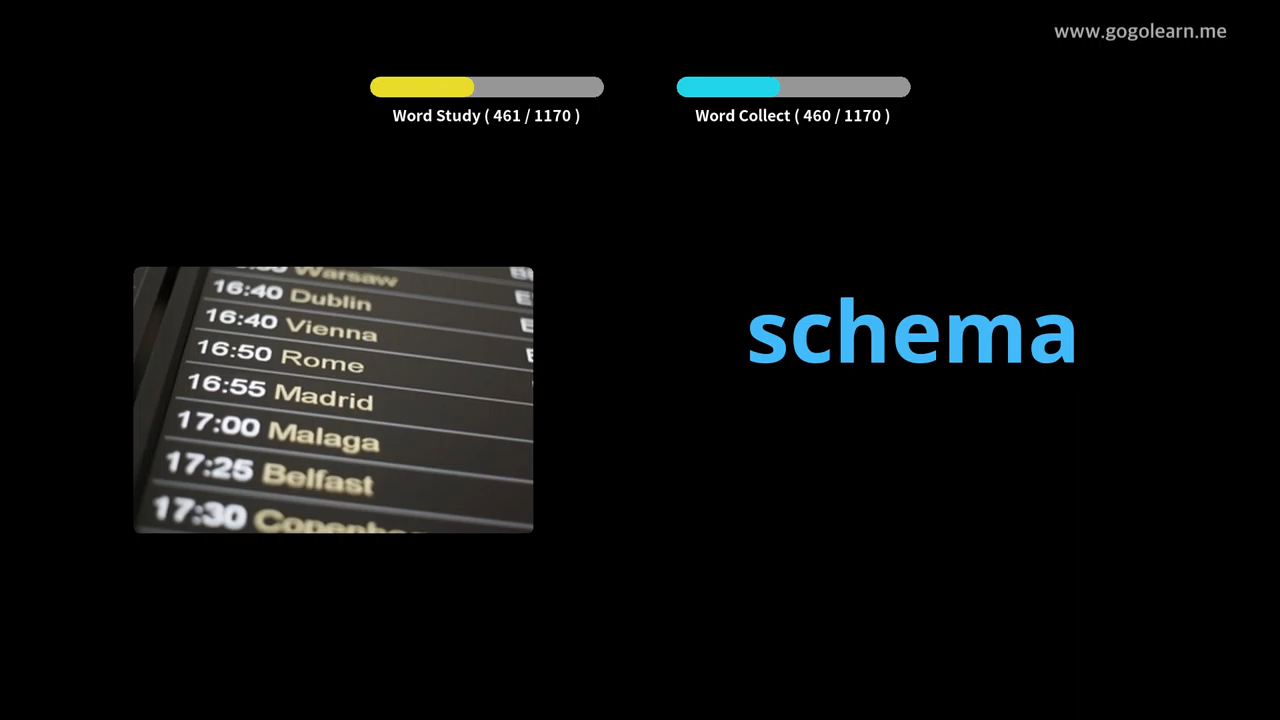 www.gogolearn.me
Word Study ( 461 / 1170 )
Word Collect ( 460 / 1170 )
Warsaw
16:40 Dublin
16:40 Vienna
16:50 Rome
16:55 Madrid
17:00 Malaga
17:25 Belfast
17:30
schema